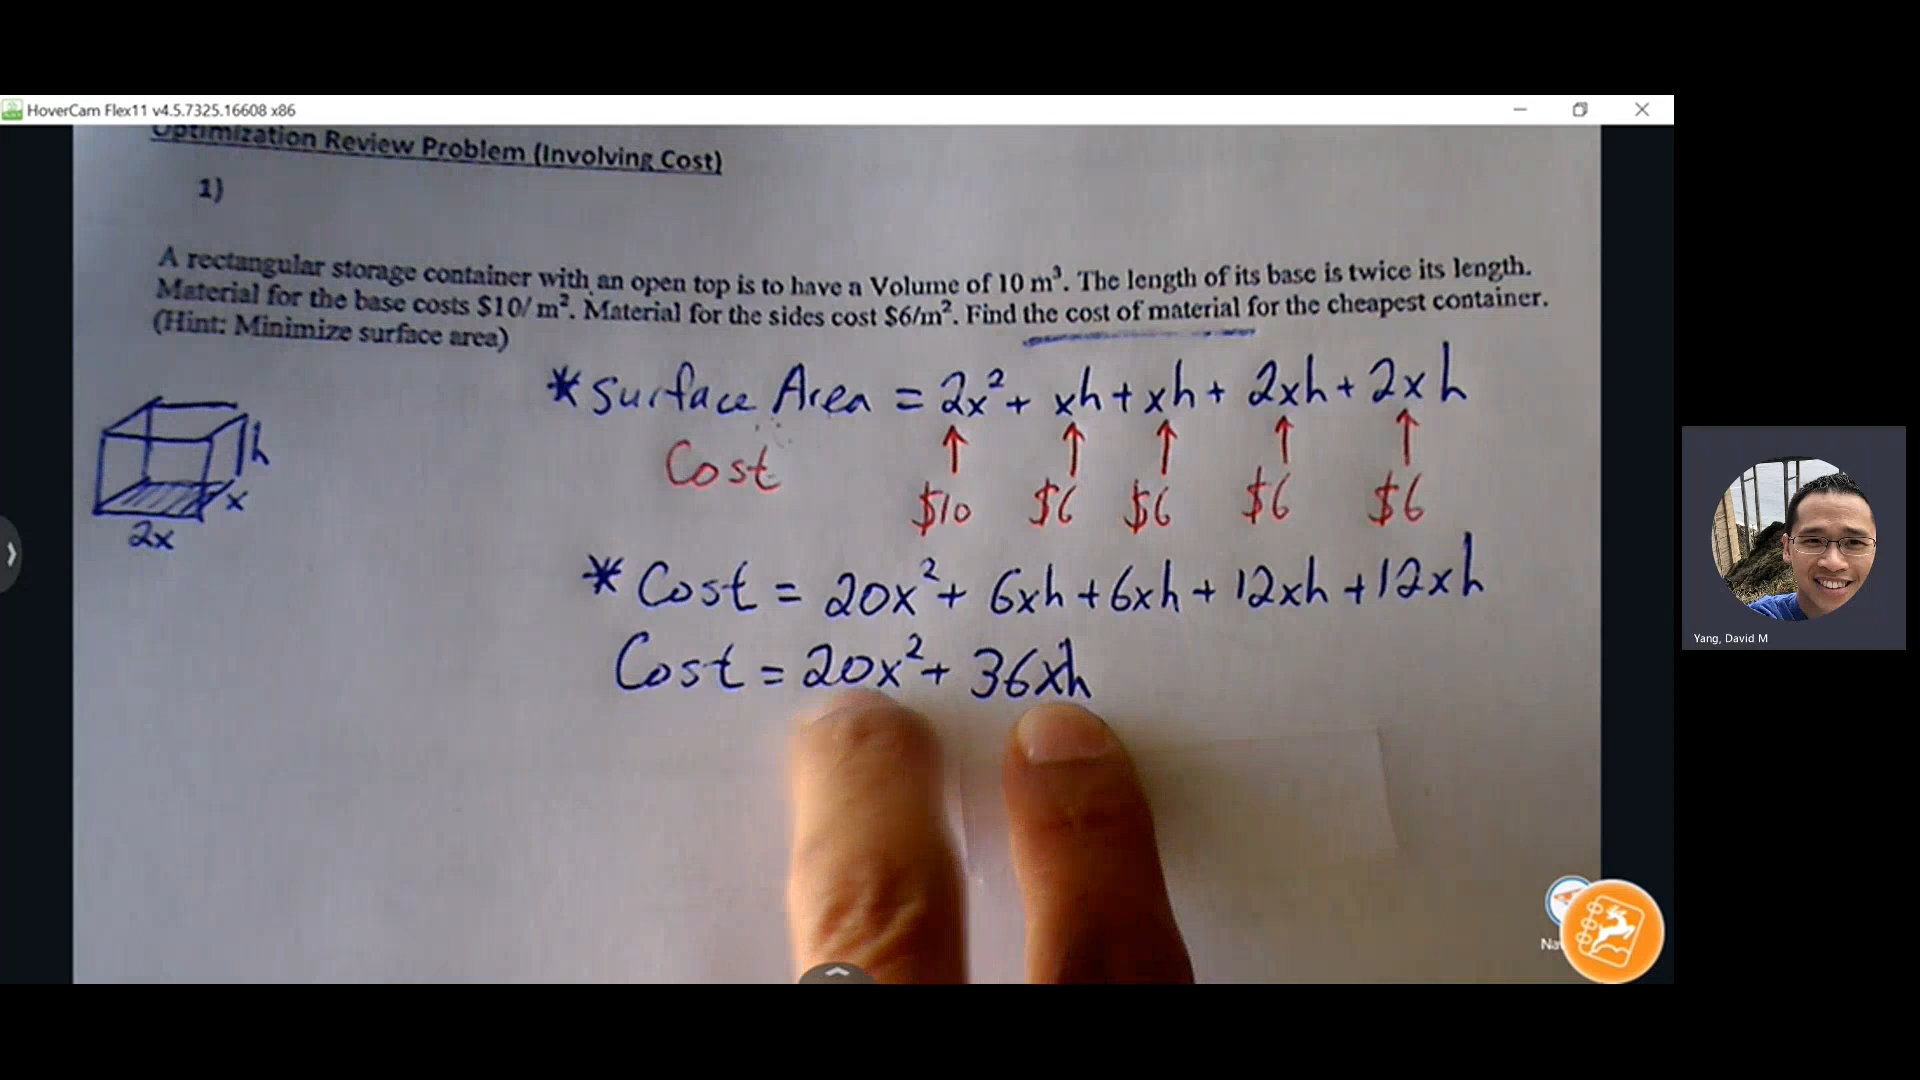 HoverCam Flex11 v4.5.7325.16608 x86
Optimization Review Problem (Involving Cost)
1)
A rectangular storage container with an open top is to have a Volume of 10 m³. The length of its base is twice its length.
Material for the base costs $10/ m². Material for the sides cost $6/m². Find the cost of material for the cheapest container.
(Hint: Minimize surface area)
*Surface Area = 2x² + xh + xh + 2xh + 2xh
h
Cost
x
$10 $6 $6 $6 $6
2x
*Cost = 20x² + 6xh + 6xh + 12xh + 12xh
Cost = 20x² + 36xh
Yang, David M